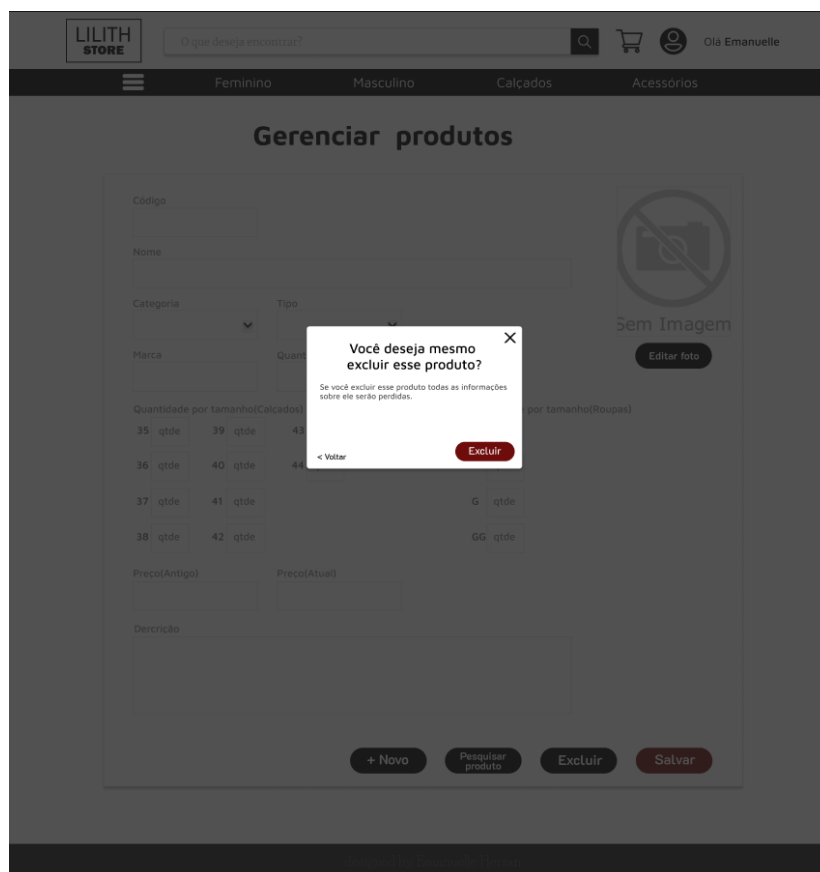 LILITH
STORE
O que deseja encontrar?
Olá Emanuelle
Feminino Masculino Calçados Acessórios
Gerenciar produtos
Código
Nome
Categoria Tipo
Sem Imagem
Editar foto
Marca Quant
Você deseja mesmo
excluir esse produto?
Se você excluir esse produto todas as informações
sobre ele serão perdidas.
< Voltar Excluir
Quantidade por tamanho(Calçados) por tamanho(Roupas)
35 qtde 39 qtde 43
36 qtde 40 qtde 44
37 qtde 41 qtde G qtde
38 qtde 42 qtde GG qtde
Preço(Antigo) Preço(Atual)
Dercrição
+ Novo Pesquisar
produto Excluir Salvar